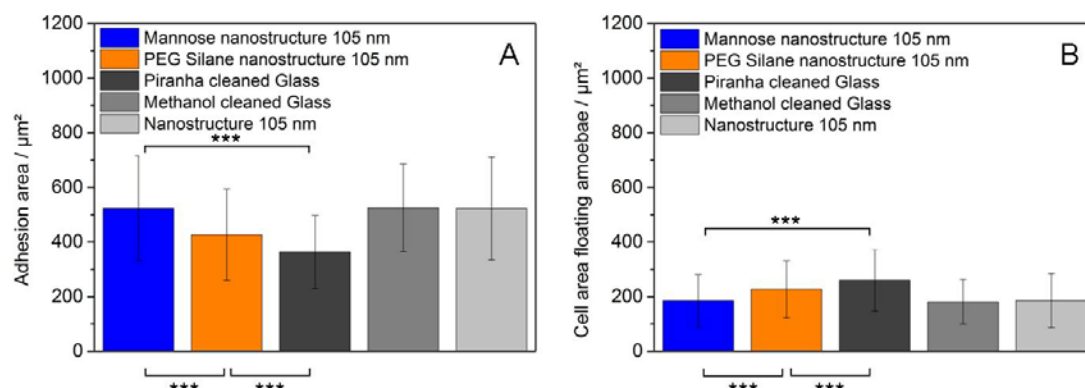 1200
1000
800
600
400
200
0
Adhesion area / µm²
Mannose nanostructure 105 nm
PEG Silane nanostructure 105 nm
Piranha cleaned Glass
Methanol cleaned Glass
Nanostructure 105 nm
A
***
***
***
1200
1000
800
600
400
200
0
Cell area floating amoebae / µm²
Mannose nanostructure 105 nm
PEG Silane nanostructure 105 nm
Piranha cleaned Glass
Methanol cleaned Glass
Nanostructure 105 nm
B
***
***
***